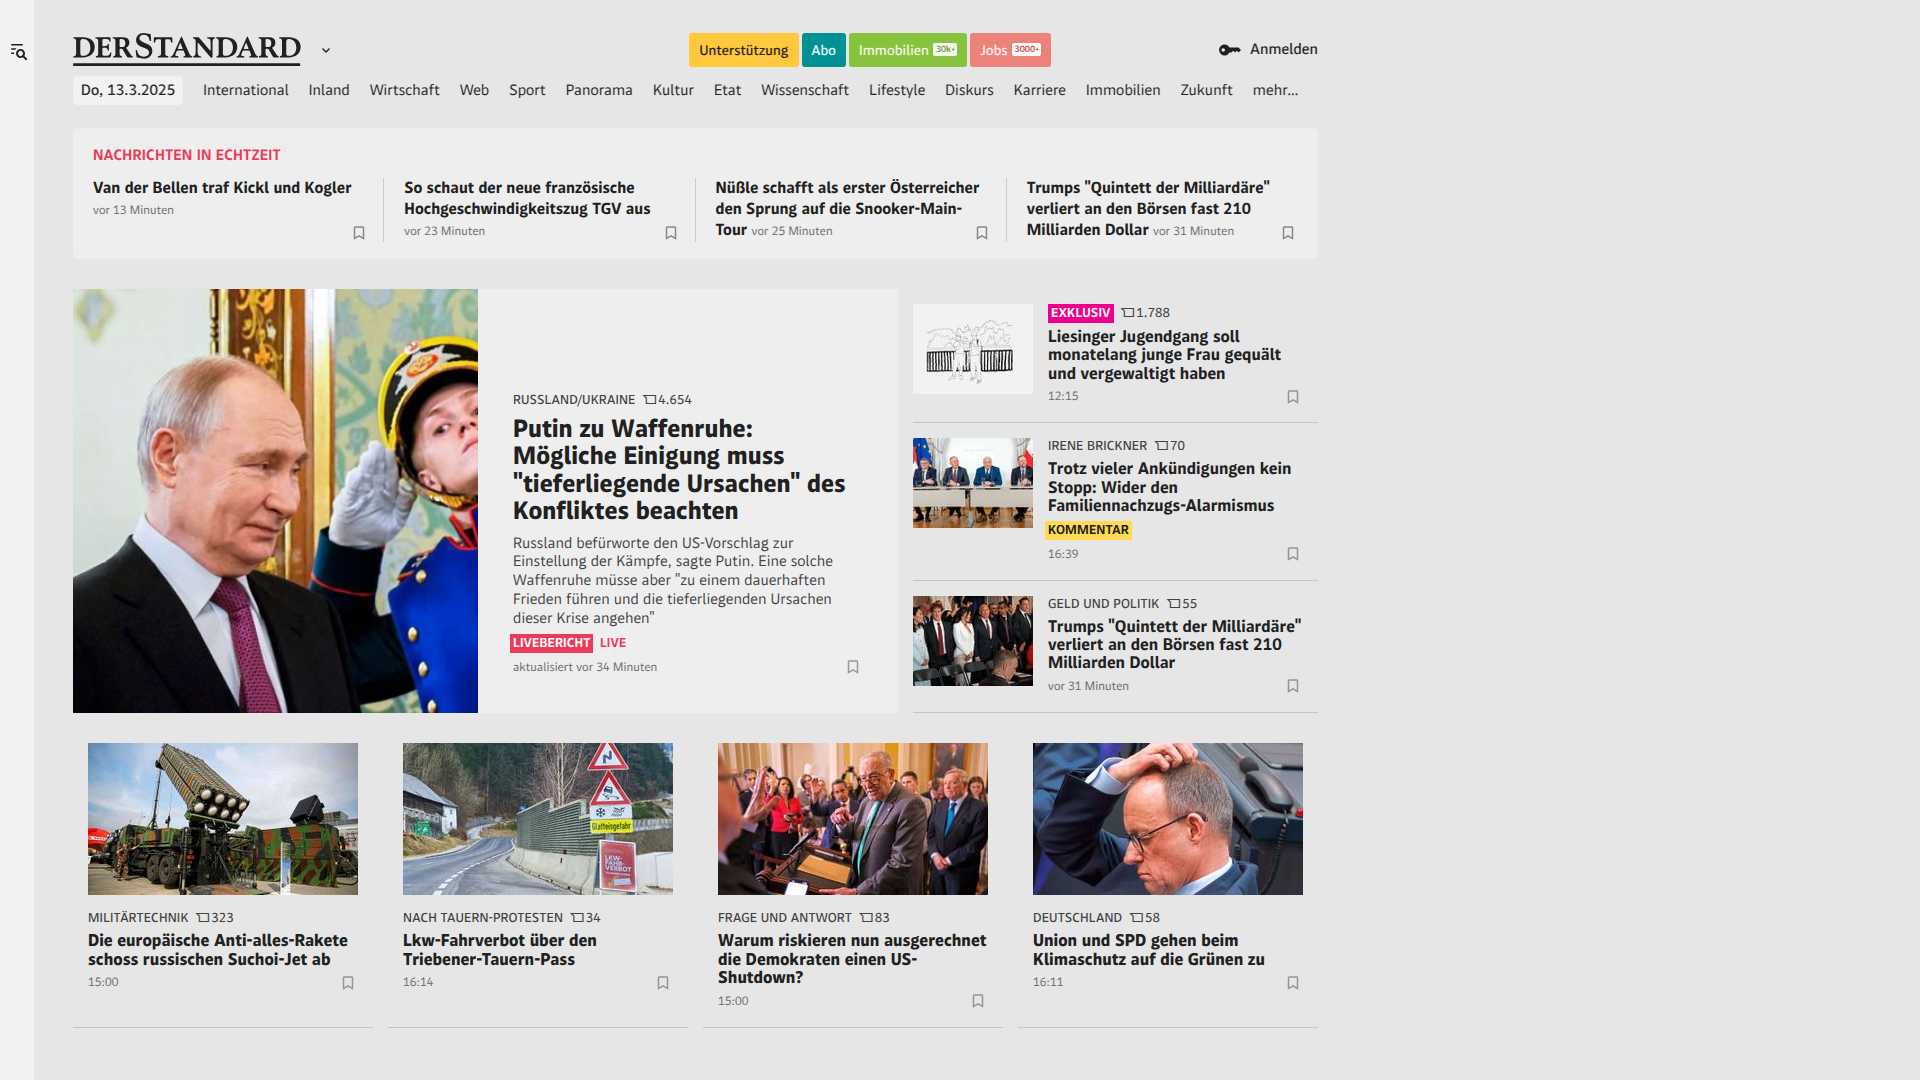 DERSTANDARD
Unterstützung
Abo
Immobilien 30k+
Jobs 3000+
Anmelden
Do, 13.3.2025
International
Inland
Wirtschaft
Web
Sport
Panorama
Kultur
Etat
Wissenschaft
Lifestyle
Diskurs
Karriere
Immobilien
Zukunft
mehr...
NACHRICHTEN IN ECHTZEIT
Van der Bellen traf Kickl und Kogler
vor 13 Minuten
So schaut der neue französische
Hochgeschwindigkeitszug TGV aus
vor 23 Minuten
Nüßle schafft als erster Österreicher
den Sprung auf die Snooker-Main-
Tour vor 25 Minuten
Trumps "Quintett der Milliardäre"
verliert an den Börsen fast 210
Milliarden Dollar vor 31 Minuten
RUSSLAND/UKRAINE 4.654
Putin zu Waffenruhe:
Mögliche Einigung muss
"tieferliegende Ursachen" des
Konfliktes beachten
Russland befürworte den US-Vorschlag zur
Einstellung der Kämpfe, sagte Putin. Eine solche
Waffenruhe müsse aber "zu einem dauerhaften
Frieden führen und die tieferliegenden Ursachen
dieser Krise angehen"
LIVEBERICHT LIVE
aktualisiert vor 34 Minuten
EXKLUSIV 1.788
Liesinger Jugendgang soll
monatelang junge Frau gequält
und vergewaltigt haben
12:15
IRENE BRICKNER 70
Trotz vieler Ankündigungen kein
Stopp: Wider den
Familiennachzugs-Alarmismus
KOMMENTAR
16:39
GELD UND POLITIK 55
Trumps "Quintett der Milliardäre"
verliert an den Börsen fast 210
Milliarden Dollar
vor 31 Minuten
Glatteisgefahr
LKW-
FAHR-
VERBOT
MILITÄRTECHNIK 323
Die europäische Anti-alles-Rakete
schoss russischen Suchoi-Jet ab
15:00
NACH TAUERN-PROTESTEN 34
Lkw-Fahrverbot über den
Triebener-Tauern-Pass
16:14
FRAGE UND ANTWORT 83
Warum riskieren nun ausgerechnet
die Demokraten einen US-
Shutdown?
15:00
DEUTSCHLAND 58
Union und SPD gehen beim
Klimaschutz auf die Grünen zu
16:11